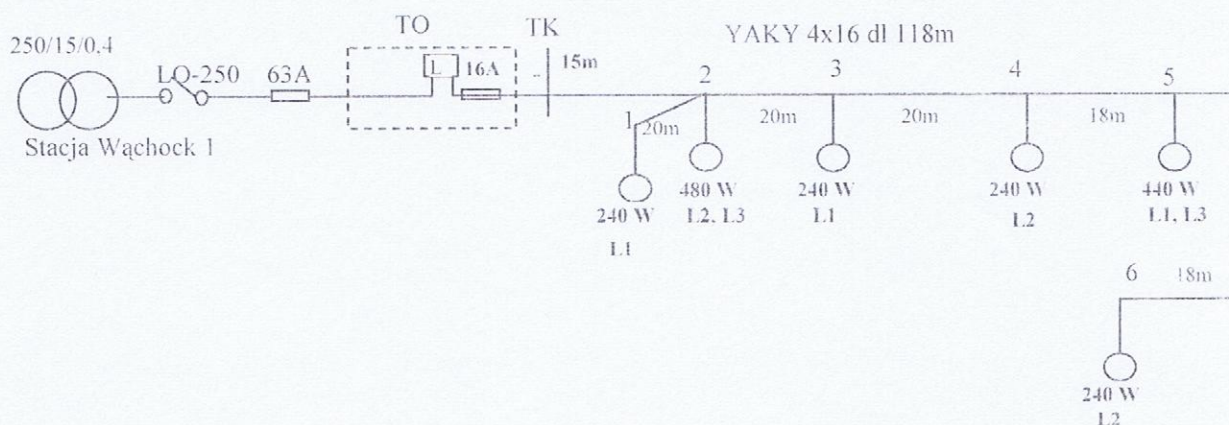 TO
TK
YAKY 4x16 dl 118m
250/15/0,4
LO-250
63A
L
16A
15m
2
3
4
5
1
20m
20m
20m
18m
Stacja Wąchock 1
240 W
L1
480 W
L2, L3
240 W
L1
240 W
L2
440 W
L1, L3
6
18m
240 W
L2